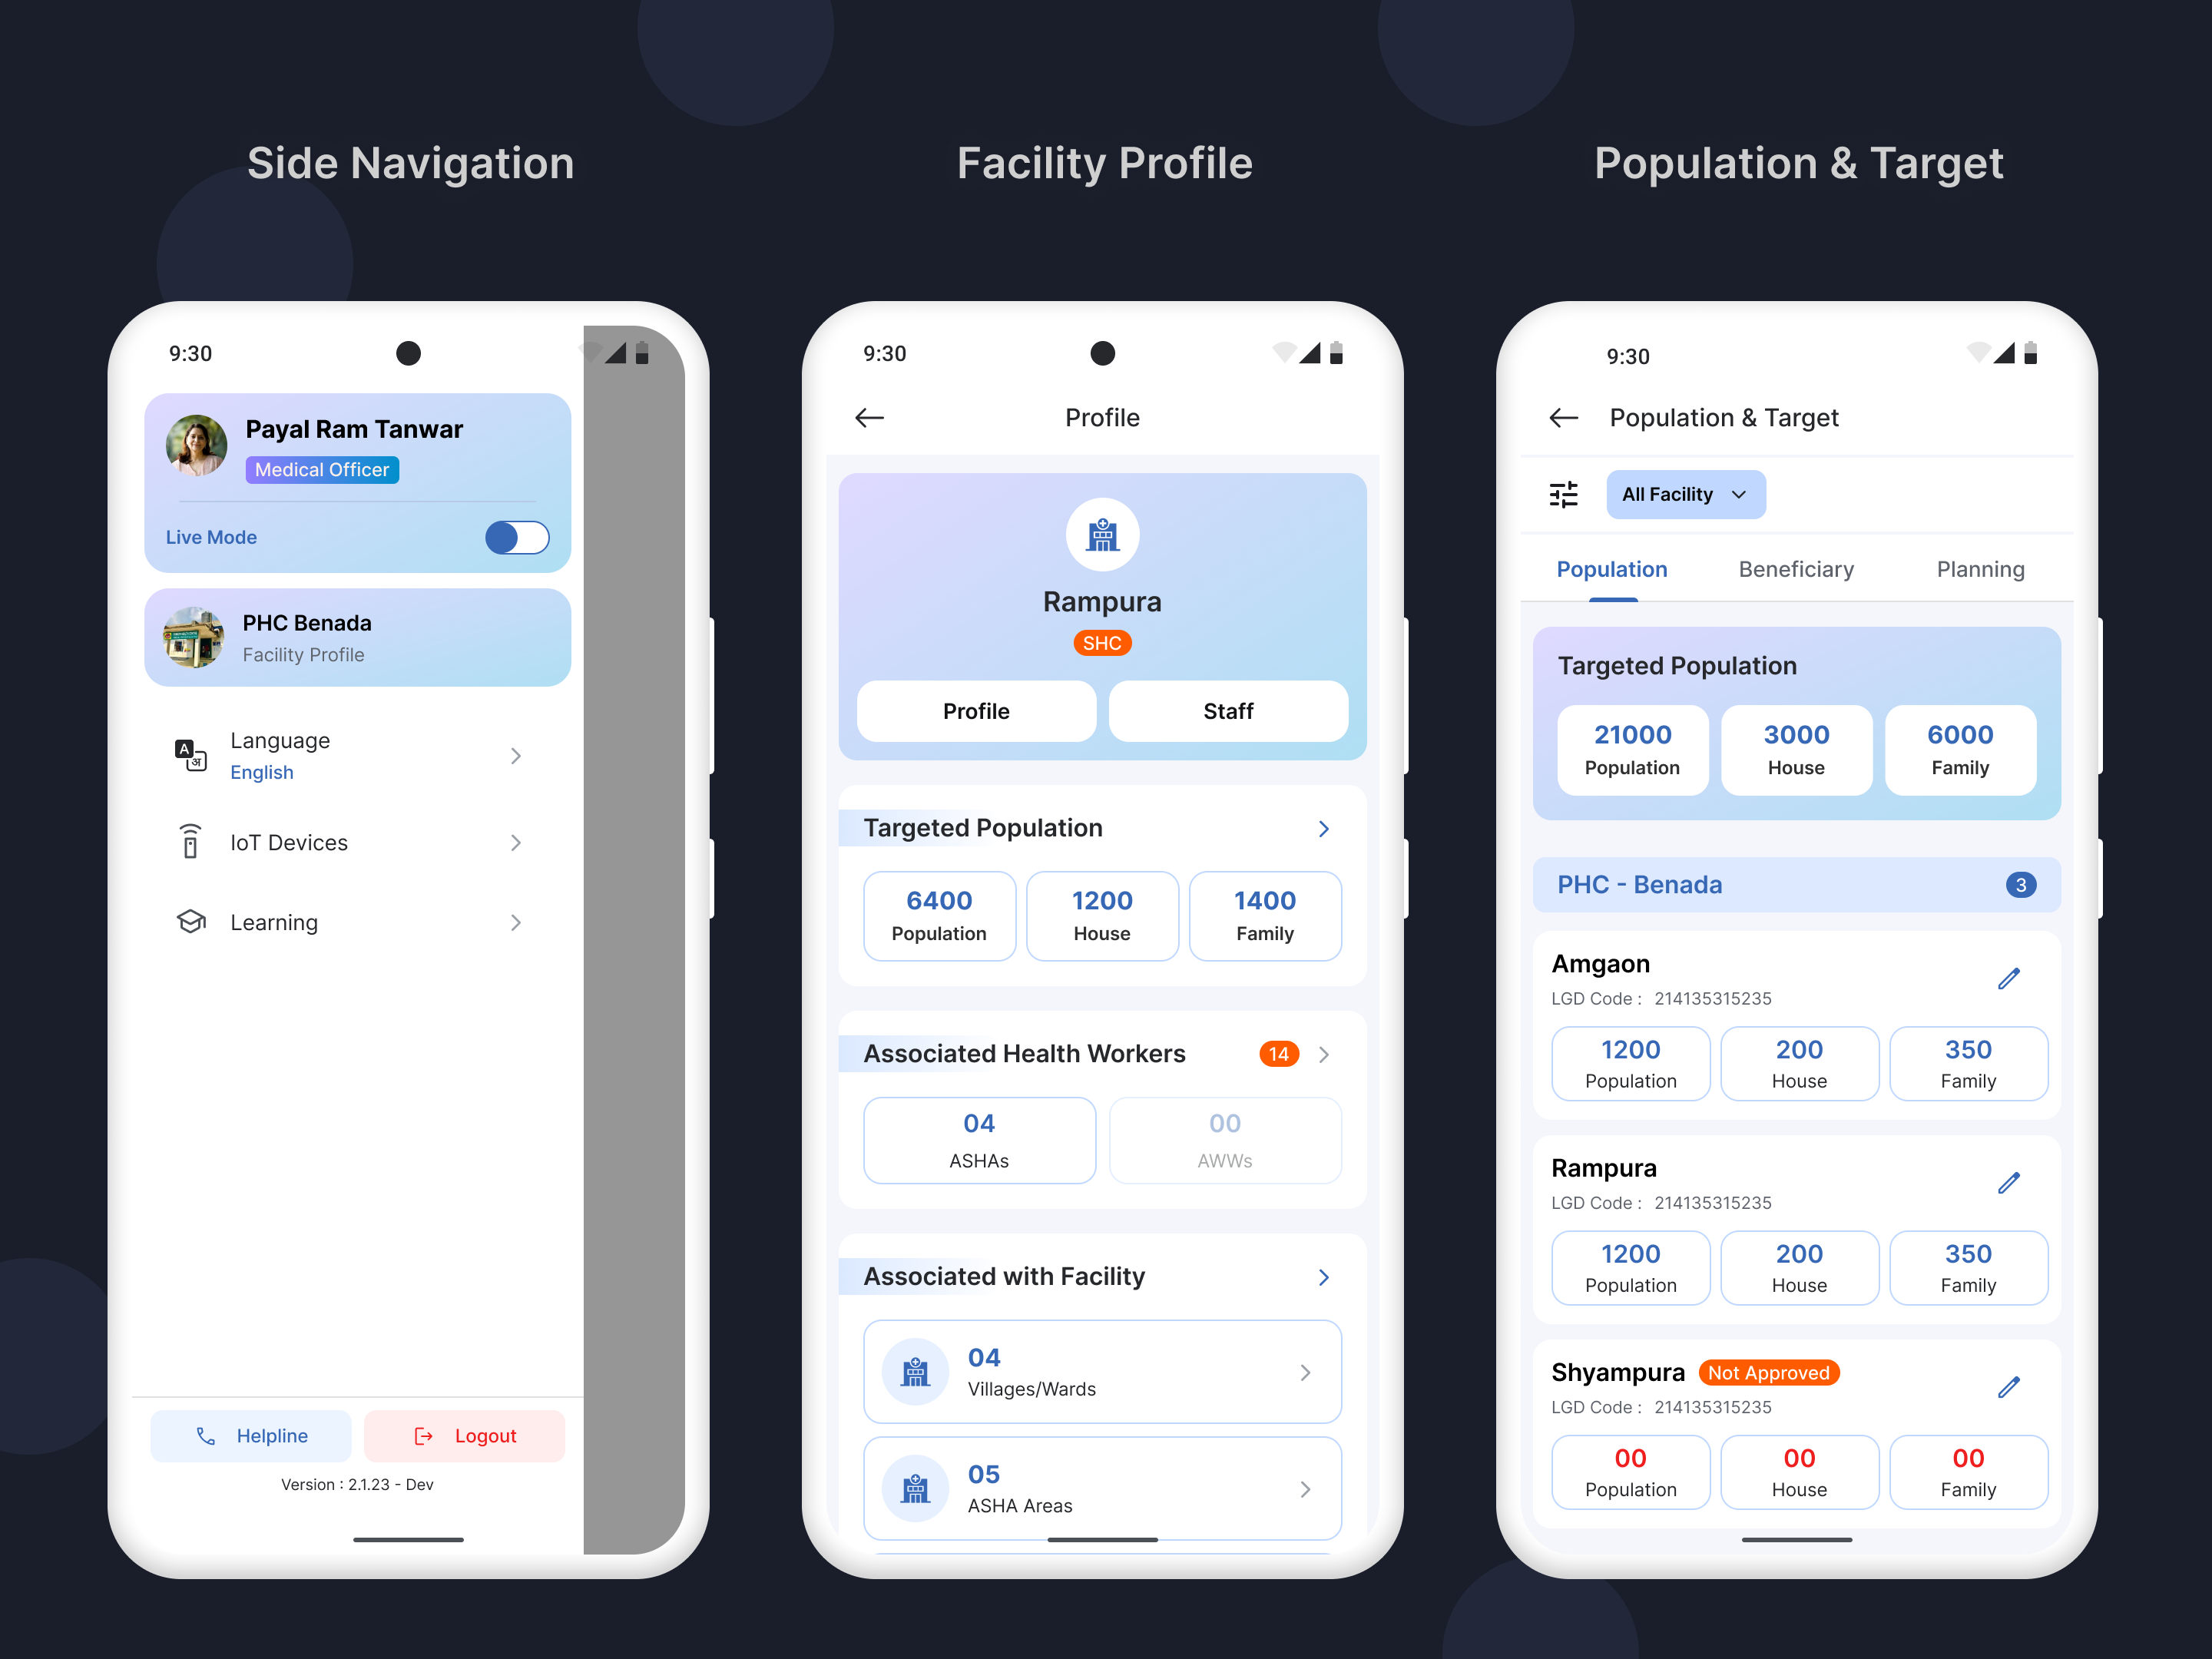 Side Navigation
Facility Profile
Population & Target
9:30
Payal Ram Tanwar
Medical Officer
Live Mode
PHC Benada
Facility Profile
A
अ
Language
English
IoT Devices
Learning
Helpline
Logout
Version : 2.1.23 - Dev
9:30
Profile
Rampura
SHC
Profile
Staff
Targeted Population
6400
1200
1400
Population
House
Family
Associated Health Workers
14
04
00
ASHAs
AWWs
Associated with Facility
04
Villages/Wards
05
ASHA Areas
9:30
Population & Target
All Facility
Population
Beneficiary
Planning
Targeted Population
21000
3000
6000
Population
House
Family
PHC - Benada
3
Amgaon
LGD Code : 214135315235
1200
200
350
Population
House
Family
Rampura
LGD Code : 214135315235
1200
200
350
Population
House
Family
Shyampura
Not Approved
LGD Code : 214135315235
00
00
00
Population
House
Family